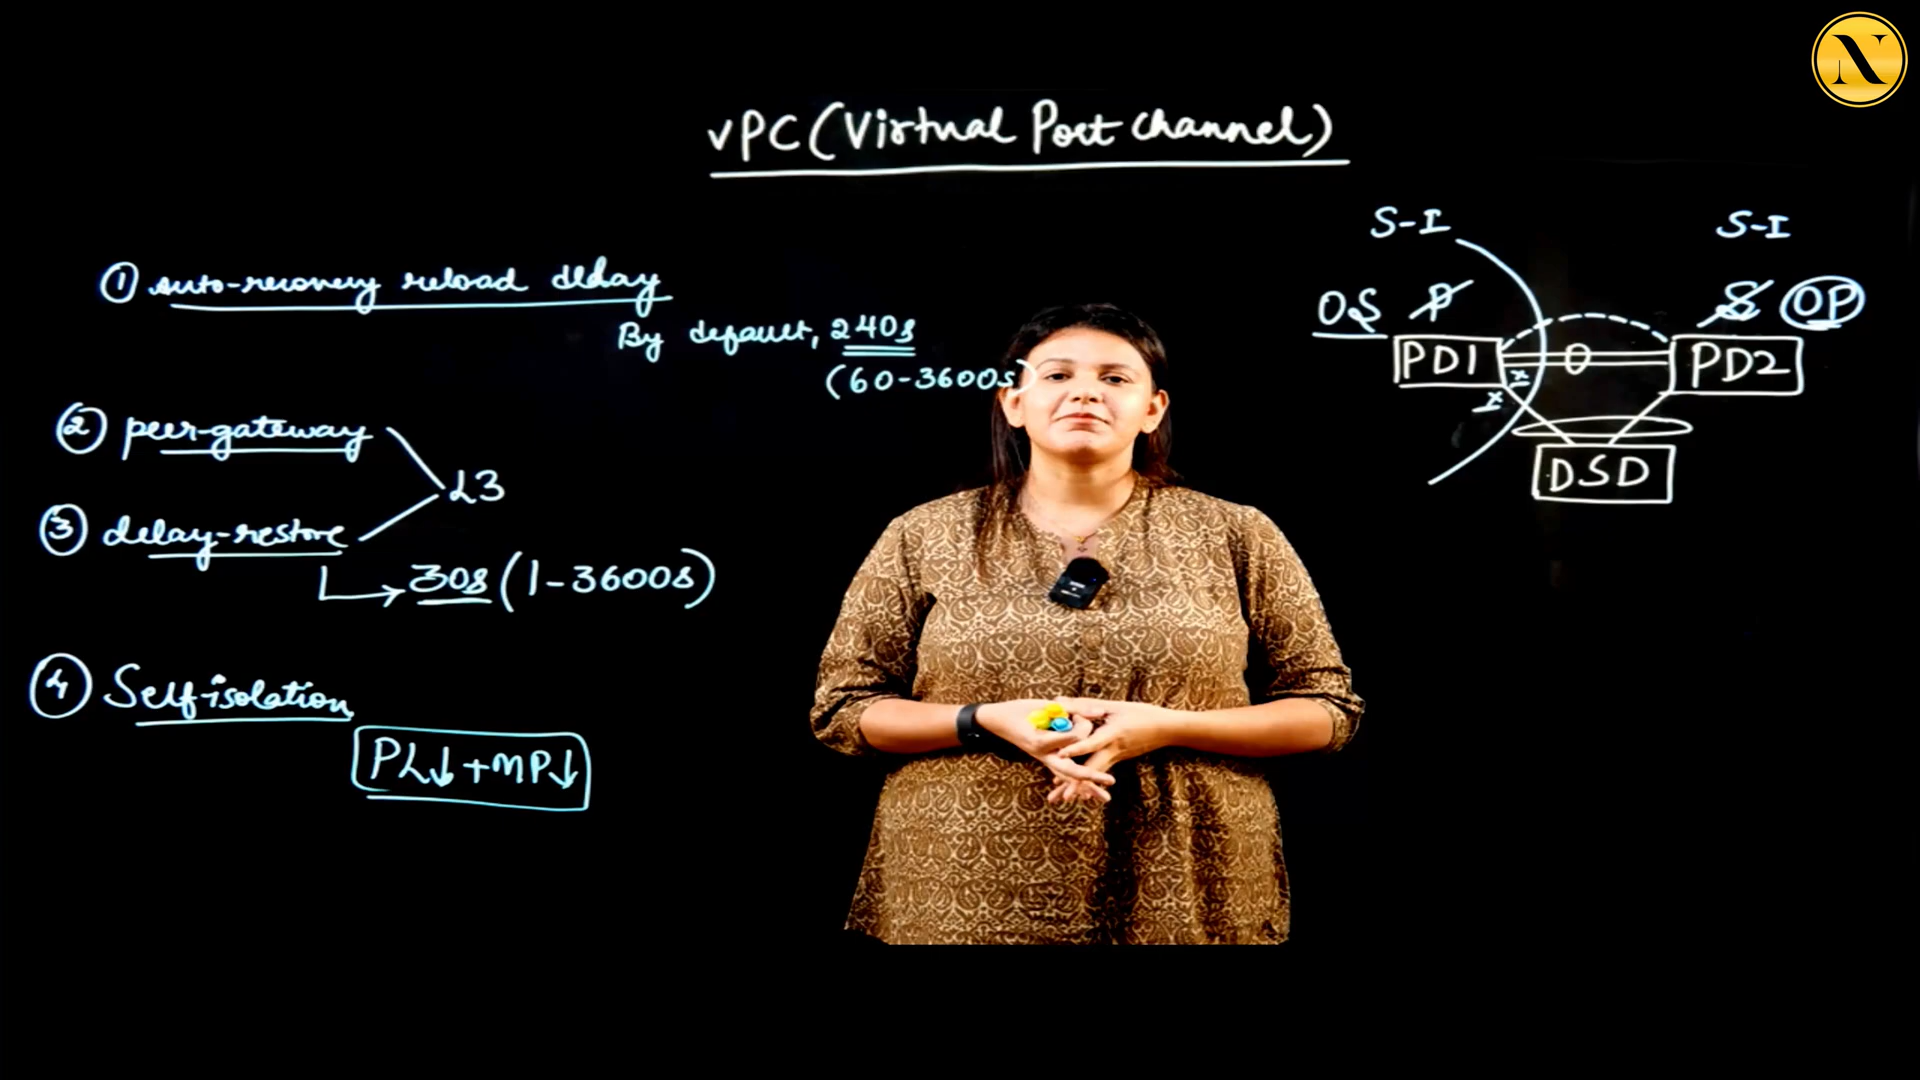 N
vPC (Virtual Port channel)
① auto-recovery reload delay
By default, 240s
(60-3600s)
② peer-gateway
L3
③ delay-restore
30s (1-3600s)
④ Self isolation
PL↓ + MP↓
S-I S-I
OS P S OP
PD1 PD2
x
x
DSD